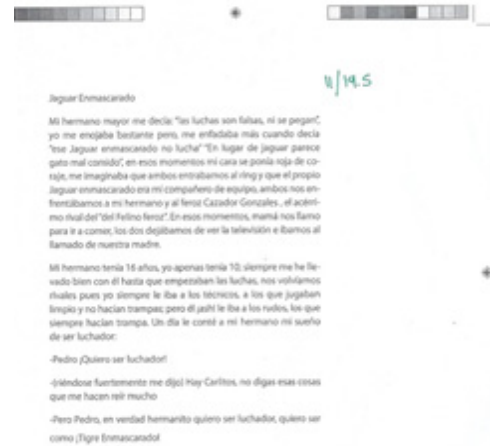 11/19.5
Jaguar Enmascarado
Mi hermano mayor me decía: "las luchas son falsas, ni se pegan",
yo me enojaba bastante pero, me enfadaba más cuando decía
"ese Jaguar enmascarado no lucha" "En lugar de jaguar parece
gato mal cosido", en esos momentos mi cara se ponía roja de co-
raje, me imaginaba que ambos entrabamos al ring y que el propio
Jaguar enmascarado era mi compañero de equipo, ambos nos en-
frentábamos a mi hermano y al feroz Cazador Gonzales , el acérri-
mo rival del "del Felino feroz". En esos momentos, mamá nos llamo
para ir a comer, los dos dejábamos de ver la televisión e íbamos al
llamado de nuestra madre.
Mi hermano tenía 16 años, yo apenas tenía 10; siempre me he lle-
vado bien con él hasta que empezaban las luchas, nos volvíamos
rivales pues yo siempre le iba a los técnicos, a los que jugaban
limpio y no hacían trampas; pero él ¡ash! le iba a los rudos, los que
siempre hacían trampa. Un día le conté a mi hermano mi sueño
de ser luchador:
-Pedro ¡Quiero ser luchador!
-(riéndose fuertemente me dijo) Hay Carlitos, no digas esas cosas
que me hacen reír mucho
-Pero Pedro, en verdad hermanito quiero ser luchador, quiero ser
como ¡Tigre Enmascarado!